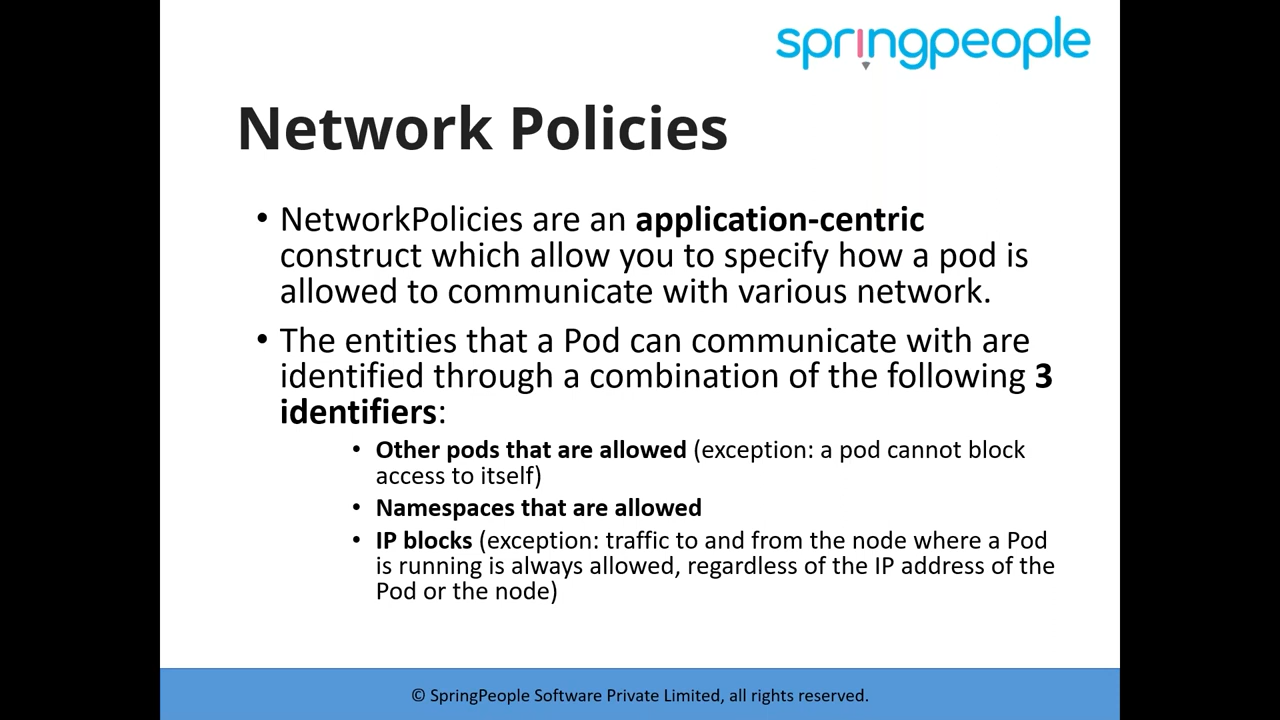 springpeople
Network Policies
• NetworkPolicies are an application-centric
construct which allow you to specify how a pod is
allowed to communicate with various network.
• The entities that a Pod can communicate with are
identified through a combination of the following 3
identifiers:
• Other pods that are allowed (exception: a pod cannot block
access to itself)
• Namespaces that are allowed
• IP blocks (exception: traffic to and from the node where a Pod
is running is always allowed, regardless of the IP address of the
Pod or the node)
© SpringPeople Software Private Limited, all rights reserved.